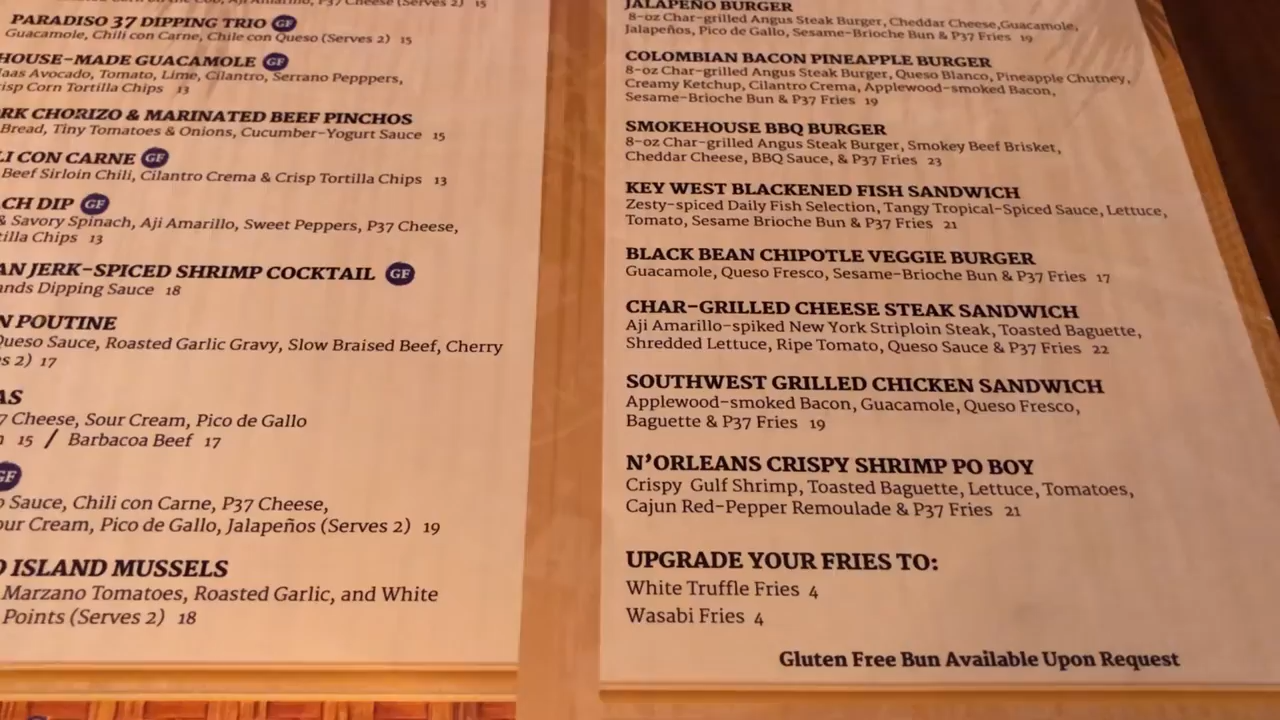 (Serves 2) 15
PARADISO 37 DIPPING TRIO GF
Guacamole, Chili con Carne, Chile con Queso (Serves 2) 15
HOUSE-MADE GUACAMOLE GF
aas Avocado, Tomato, Lime, Cilantro, Serrano Pepppers,
isp Corn Tortilla Chips 13
RK CHORIZO & MARINATED BEEF PINCHOS
Bread, Tiny Tomatoes & Onions, Cucumber-Yogurt Sauce 15
LI CON CARNE GF
Beef Sirloin Chili, Cilantro Crema & Crisp Tortilla Chips 13
CH DIP GF
& Savory Spinach, Aji Amarillo, Sweet Peppers, P37 Cheese,
tilla Chips 13
AN JERK-SPICED SHRIMP COCKTAIL GF
ands Dipping Sauce 18
N POUTINE
Queso Sauce, Roasted Garlic Gravy, Slow Braised Beef, Cherry
s 2) 17
AS
7 Cheese, Sour Cream, Pico de Gallo
n 15 / Barbacoa Beef 17
GF
o Sauce, Chili con Carne, P37 Cheese,
our Cream, Pico de Gallo, Jalapeños (Serves 2) 19
O ISLAND MUSSELS
Marzano Tomatoes, Roasted Garlic, and White
Points (Serves 2) 18
JALAPEÑO BURGER
8-oz Char-grilled Angus Steak Burger, Cheddar Cheese,Guacamole,
Jalapeños, Pico de Gallo, Sesame-Brioche Bun & P37 Fries 19
COLOMBIAN BACON PINEAPPLE BURGER
8-oz Char-grilled Angus Steak Burger, Queso Blanco, Pineapple Chutney,
Creamy Ketchup, Cilantro Crema, Applewood-smoked Bacon,
Sesame-Brioche Bun & P37 Fries 19
SMOKEHOUSE BBQ BURGER
8-oz Char-grilled Angus Steak Burger, Smokey Beef Brisket,
Cheddar Cheese, BBQ Sauce, & P37 Fries 23
KEY WEST BLACKENED FISH SANDWICH
Zesty-spiced Daily Fish Selection, Tangy Tropical-Spiced Sauce, Lettuce,
Tomato, Sesame Brioche Bun & P37 Fries 21
BLACK BEAN CHIPOTLE VEGGIE BURGER
Guacamole, Queso Fresco, Sesame-Brioche Bun & P37 Fries 17
CHAR-GRILLED CHEESE STEAK SANDWICH
Aji Amarillo-spiked New York Striploin Steak, Toasted Baguette,
Shredded Lettuce, Ripe Tomato, Queso Sauce & P37 Fries 22
SOUTHWEST GRILLED CHICKEN SANDWICH
Applewood-smoked Bacon, Guacamole, Queso Fresco,
Baguette & P37 Fries 19
N'ORLEANS CRISPY SHRIMP PO BOY
Crispy Gulf Shrimp, Toasted Baguette, Lettuce, Tomatoes,
Cajun Red-Pepper Remoulade & P37 Fries 21
UPGRADE YOUR FRIES TO:
White Truffle Fries 4
Wasabi Fries 4
Gluten Free Bun Available Upon Request